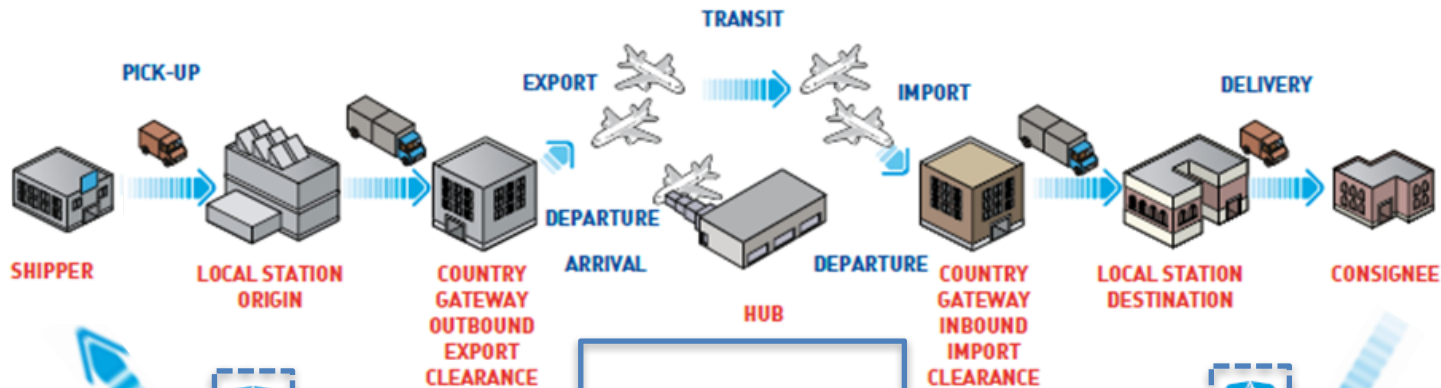 TRANSIT
PICK-UP
EXPORT
IMPORT
DELIVERY
DEPARTURE
ARRIVAL
DEPARTURE
SHIPPER
LOCAL STATION
ORIGIN
COUNTRY
GATEWAY
OUTBOUND
EXPORT
CLEARANCE
HUB
COUNTRY
GATEWAY
INBOUND
IMPORT
CLEARANCE
LOCAL STATION
DESTINATION
CONSIGNEE